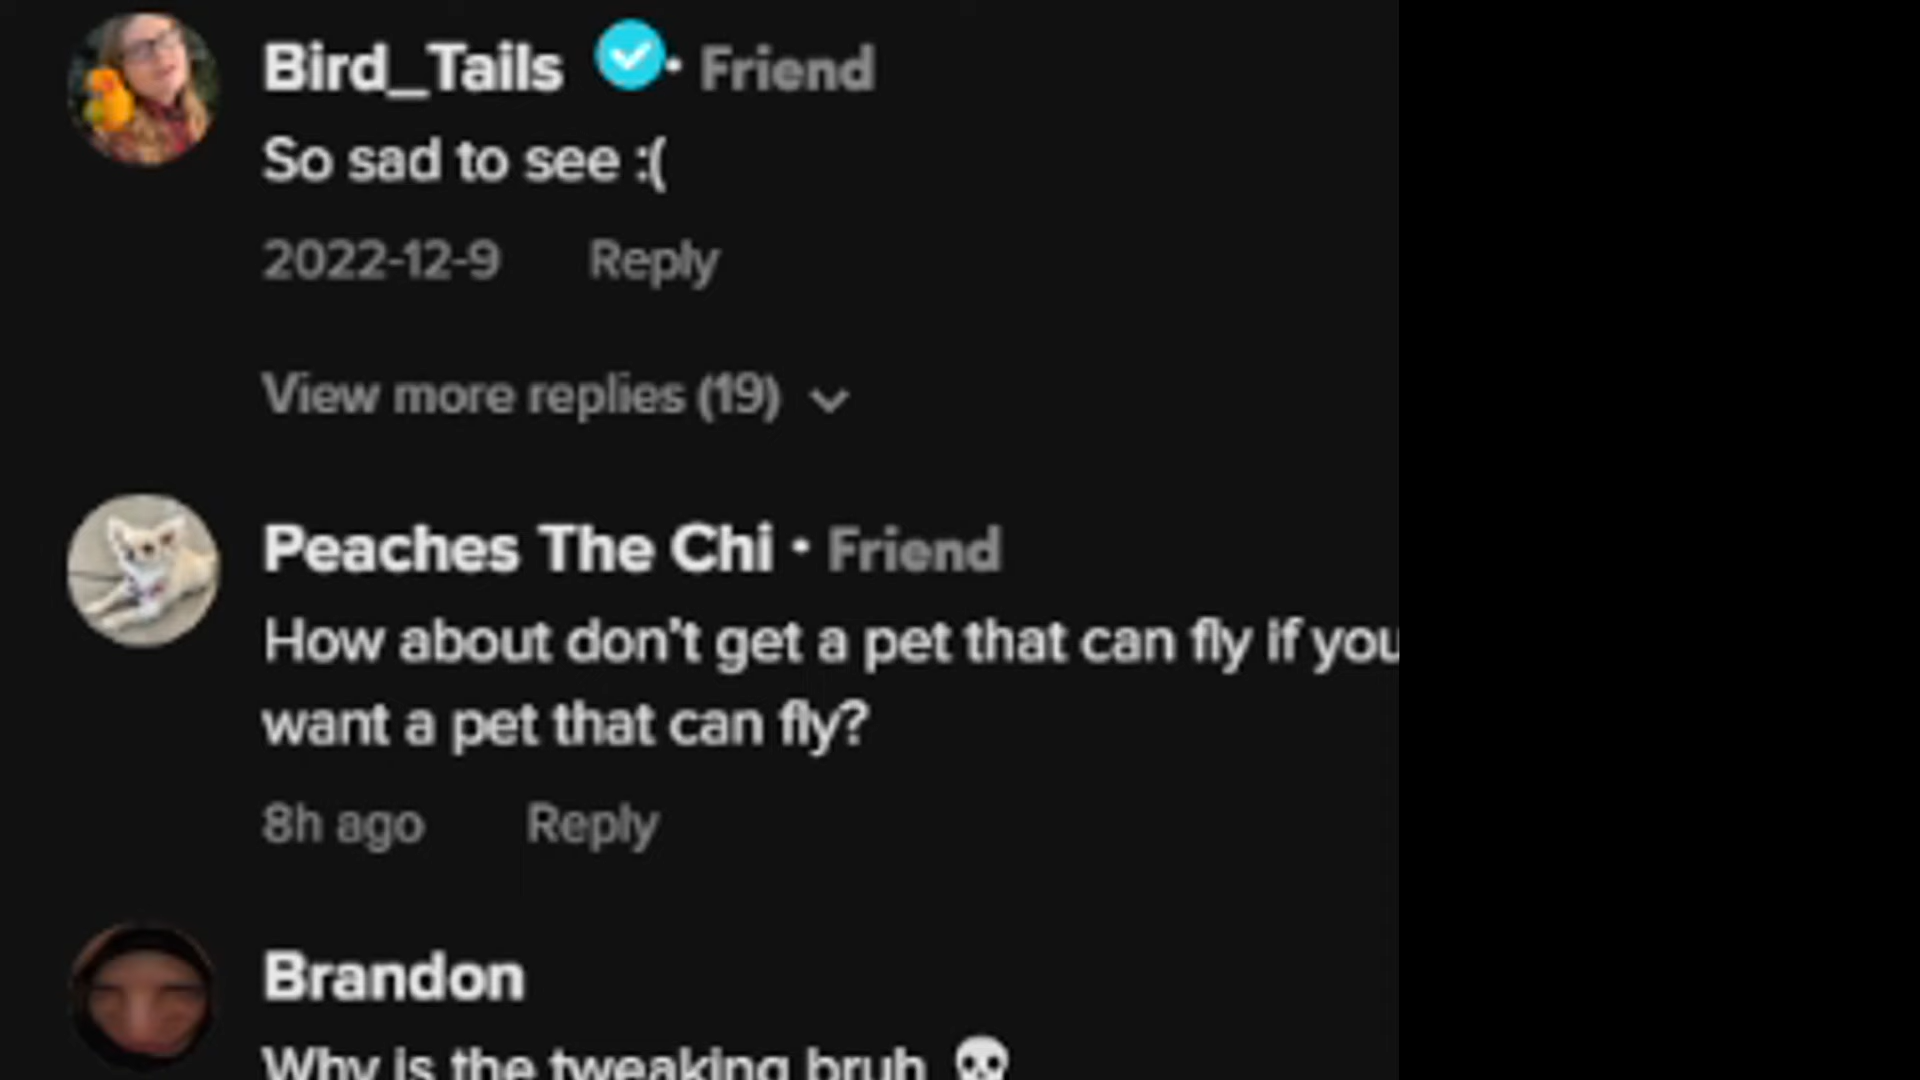 Bird_Tails • Friend
So sad to see :(
2022-12-9 Reply
View more replies (19)
Peaches The Chi • Friend
How about don't get a pet that can fly if you
want a pet that can fly?
8h ago Reply
Brandon
Why is the tweaking bruh 💀